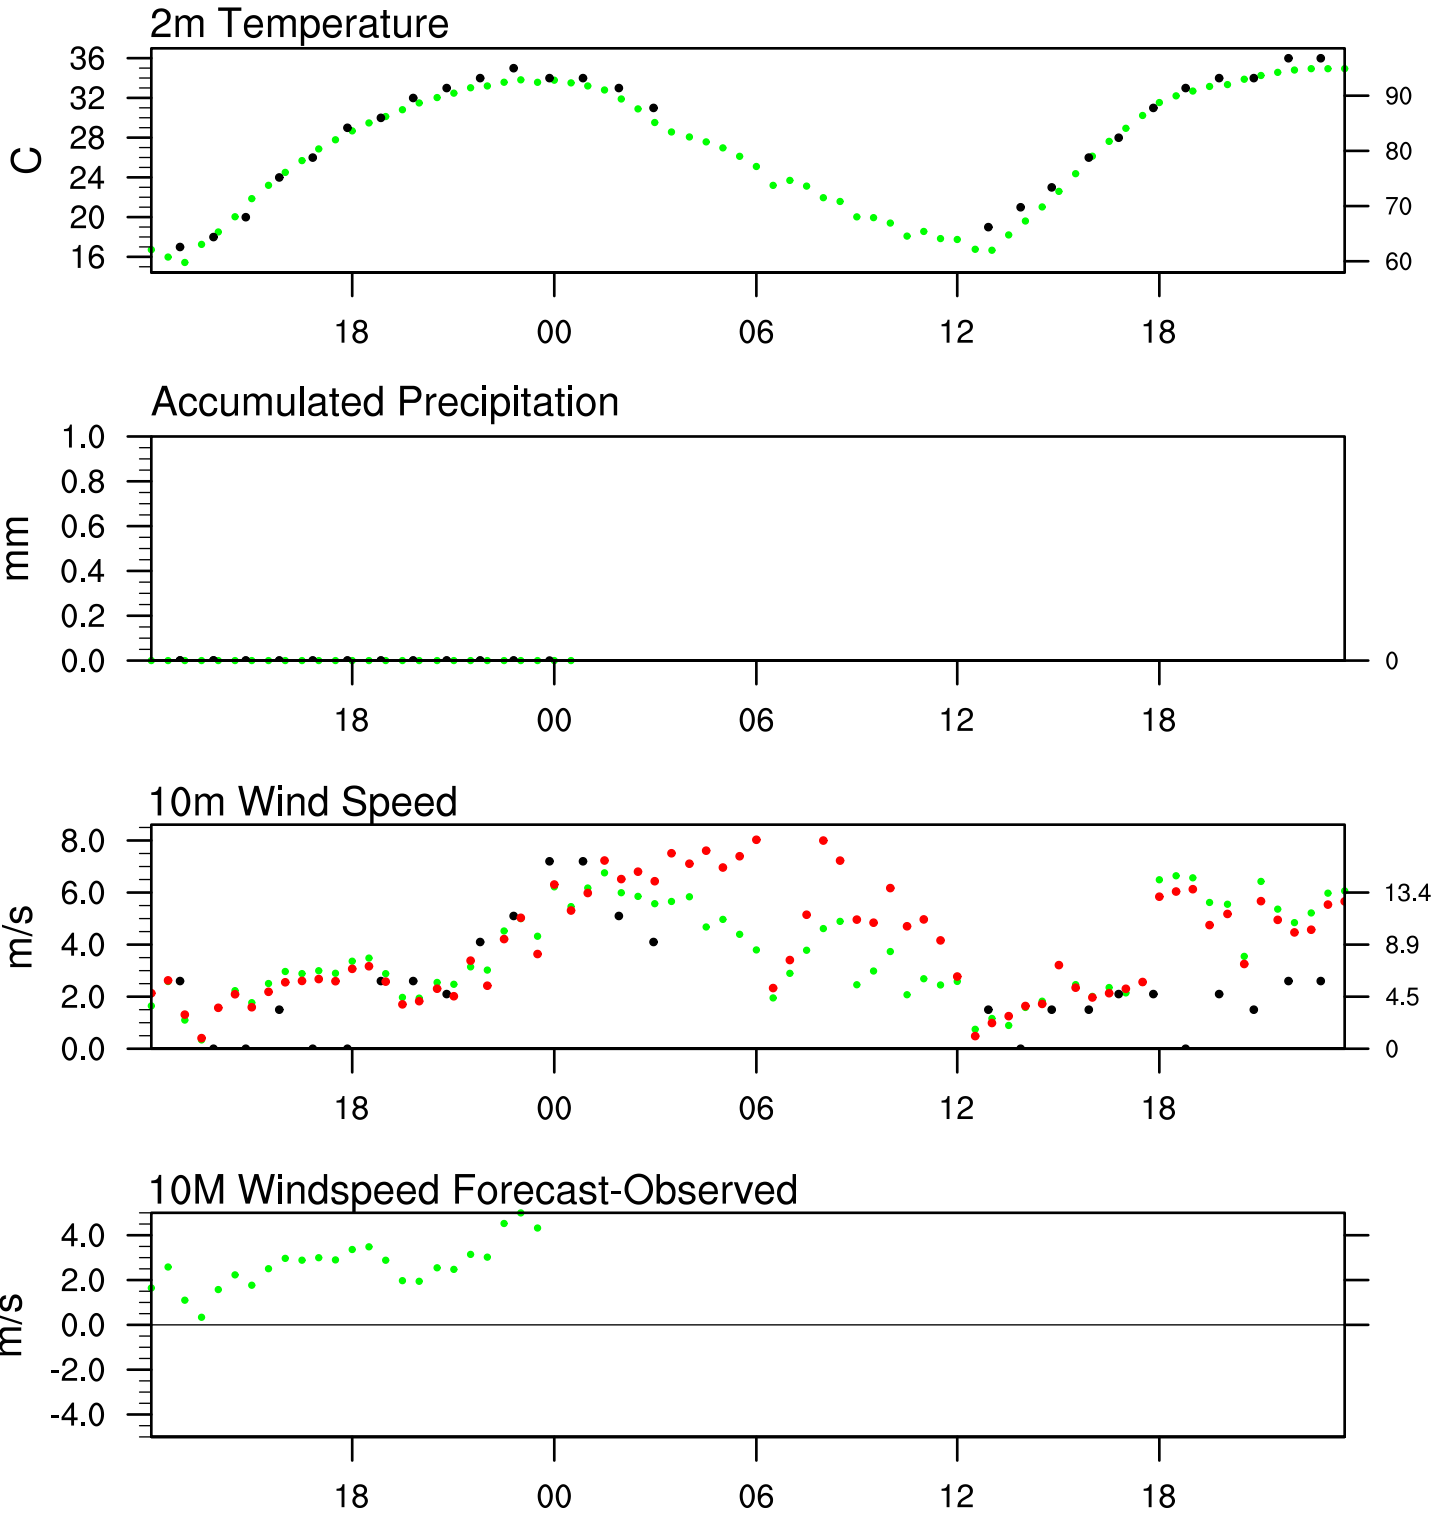 2m Temperature
36
32
28
24
20
16
C
90
80
70
60
18 00 06 12 18
Accumulated Precipitation
1.0
0.8
0.6
0.4
0.2
0.0
mm
0
18 00 06 12 18
10m Wind Speed
8.0
6.0
4.0
2.0
0.0
m/s
13.4
8.9
4.5
0
18 00 06 12 18
10M Windspeed Forecast-Observed
4.0
2.0
0.0
-2.0
-4.0
m/s
18 00 06 12 18